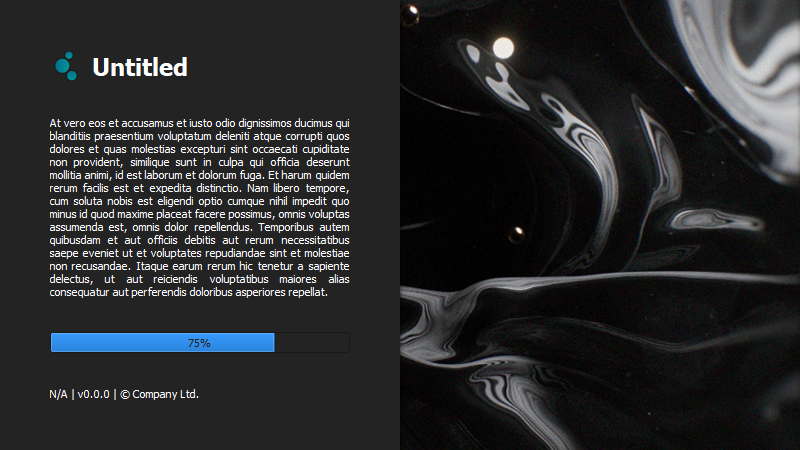 Untitled
At vero eos et accusamus et iusto odio dignissimos ducimus qui
blanditiis praesentium voluptatum deleniti atque corrupti quos
dolores et quas molestias excepturi sint occaecati cupiditate
non provident, similique sunt in culpa qui officia deserunt
mollitia animi, id est laborum et dolorum fuga. Et harum quidem
rerum facilis est et expedita distinctio. Nam libero tempore,
cum soluta nobis est eligendi optio cumque nihil impedit quo
minus id quod maxime placeat facere possimus, omnis voluptas
assumenda est, omnis dolor repellendus. Temporibus autem
quibusdam et aut officiis debitis aut rerum necessitatibus
saepe eveniet ut et voluptates repudiandae sint et molestiae
non recusandae. Itaque earum rerum hic tenetur a sapiente
delectus, ut aut reiciendis voluptatibus maiores alias
consequatur aut perferendis doloribus asperiores repellat.
75%
N/A | v0.0.0 | © Company Ltd.